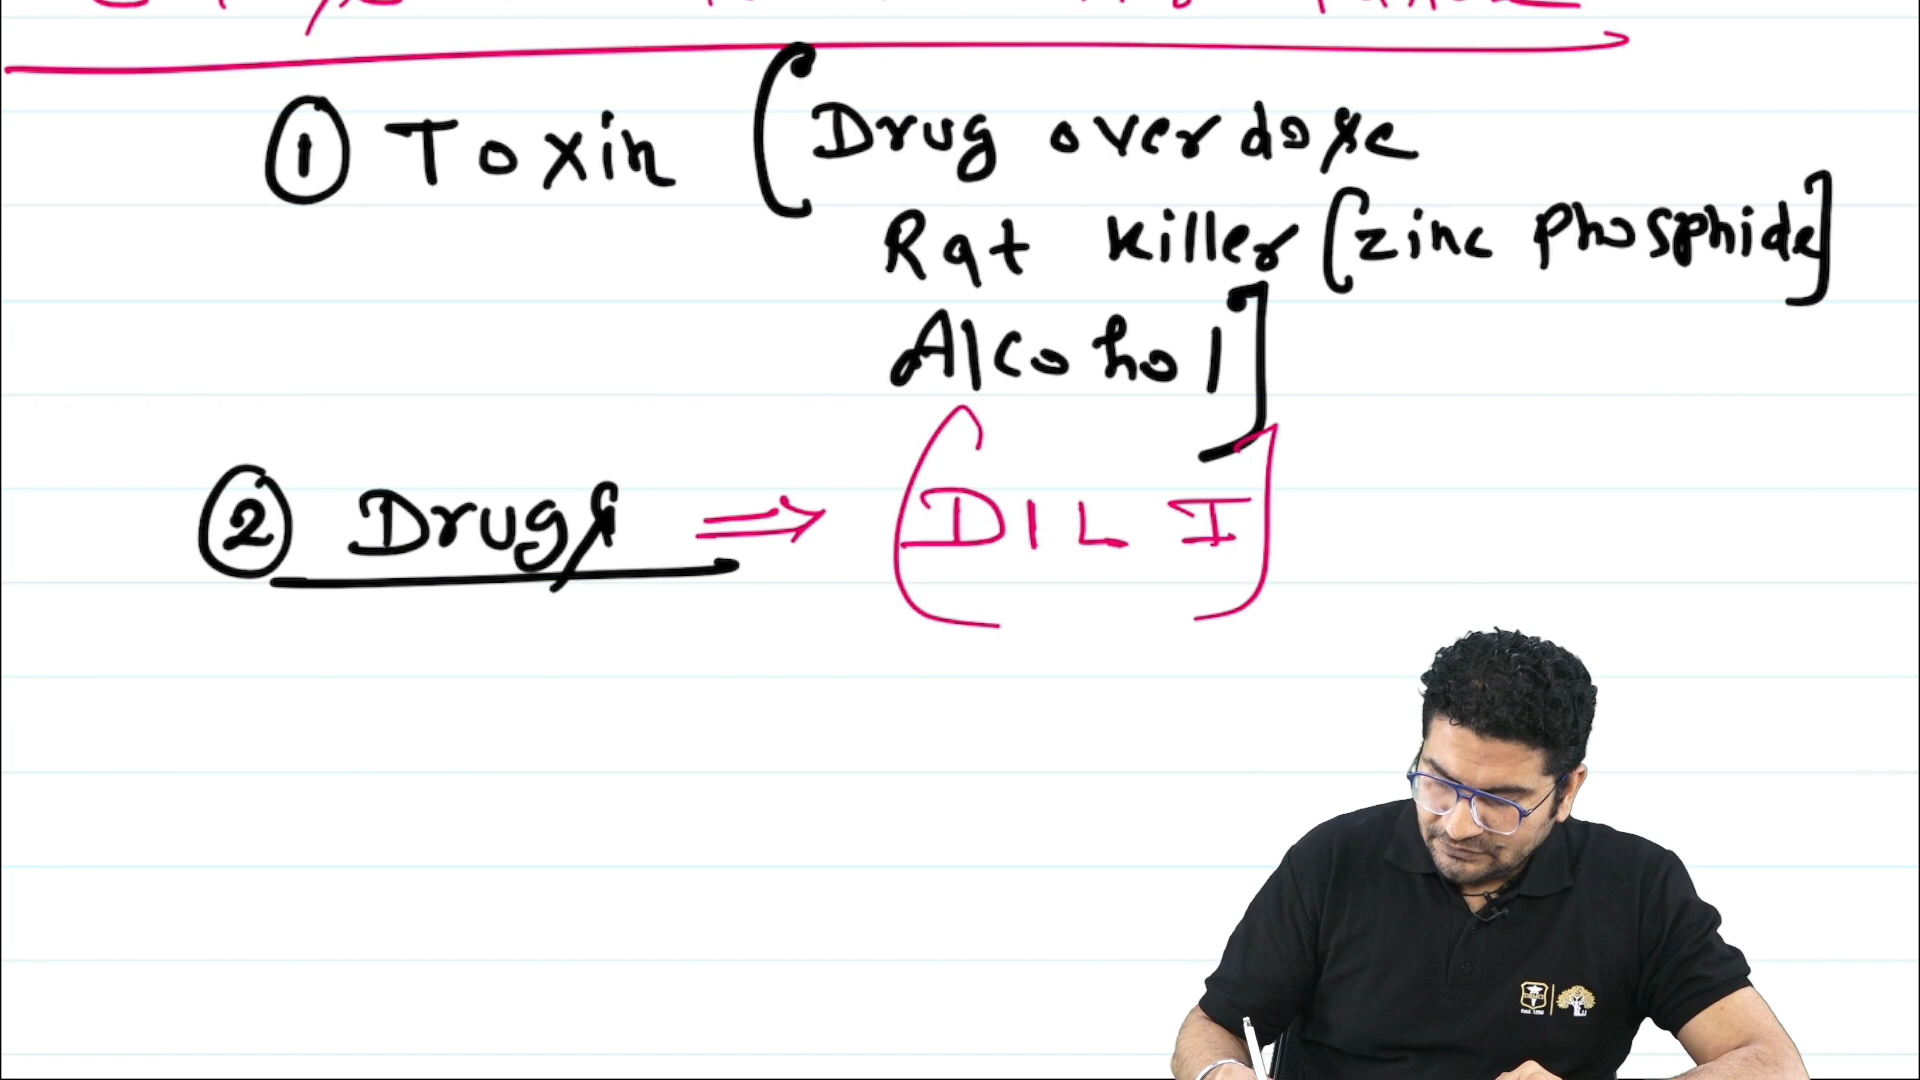 ① Toxin ( Drug overdose
Rat killer [zinc phosphide]
Alcohol ]
② Drugs ⇒ [DILI]